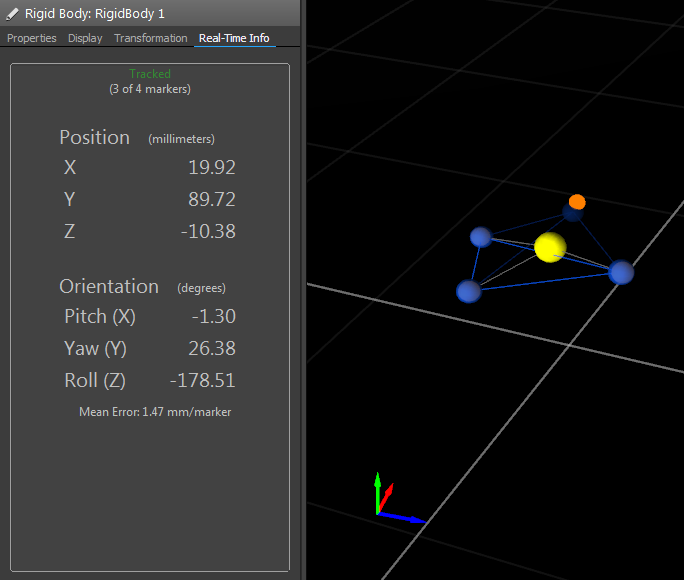 Rigid Body: RigidBody 1
Properties Display Transformation Real-Time Info
Tracked
(3 of 4 markers)
Position (millimeters)
X 19.92
Y 89.72
Z -10.38
Orientation (degrees)
Pitch (X) -1.30
Yaw (Y) 26.38
Roll (Z) -178.51
Mean Error: 1.47 mm/marker